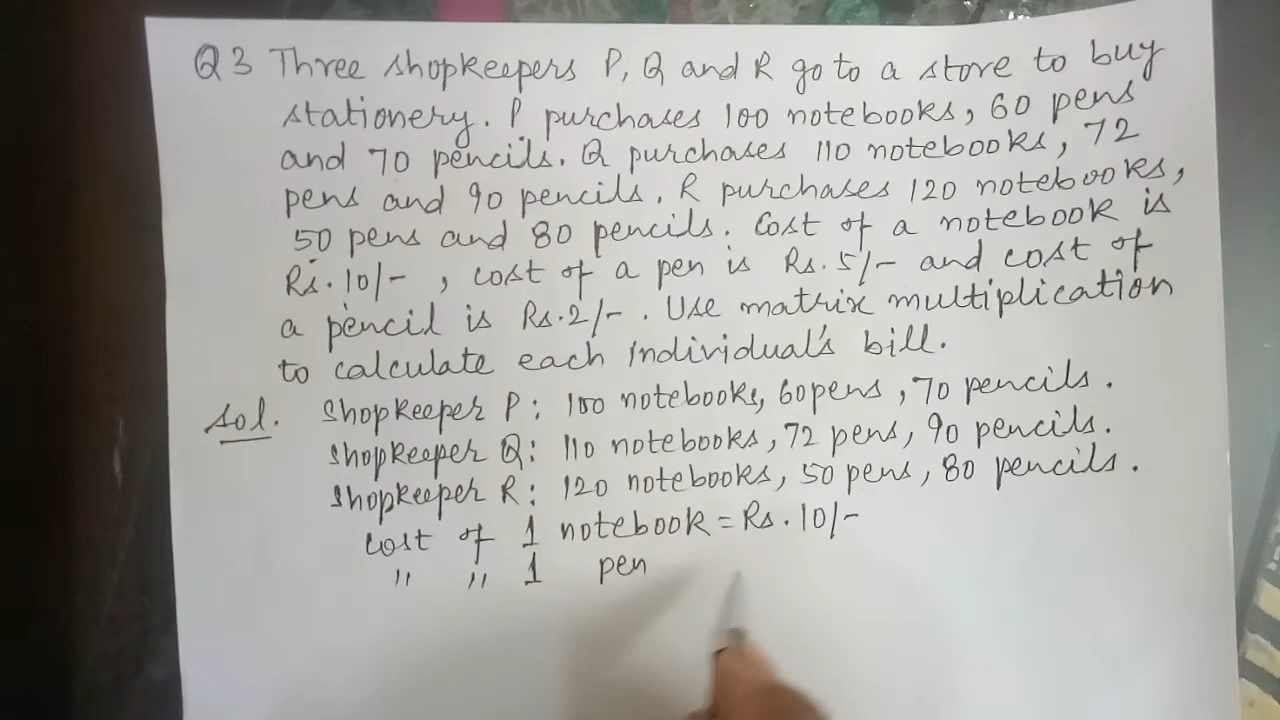 Q3 Three shopkeepers P, Q and R go to a store to buy
stationery. P purchases 100 notebooks, 60 pens
and 70 pencils. Q purchases 110 notebooks, 72
pens and 90 pencils. R purchases 120 notebooks,
50 pens and 80 pencils. Cost of a notebook is
Rs. 10/- , cost of a pen is Rs. 5/- and cost of
a pencil is Rs. 2/- . Use matrix multiplication
to calculate each individual's bill.
Sol. Shopkeeper P: 100 notebooks, 60 pens, 70 pencils.
Shopkeeper Q: 110 notebooks, 72 pens, 90 pencils.
Shopkeeper R: 120 notebooks, 50 pens, 80 pencils.
Cost of 1 notebook = Rs. 10/-
" " 1 pen